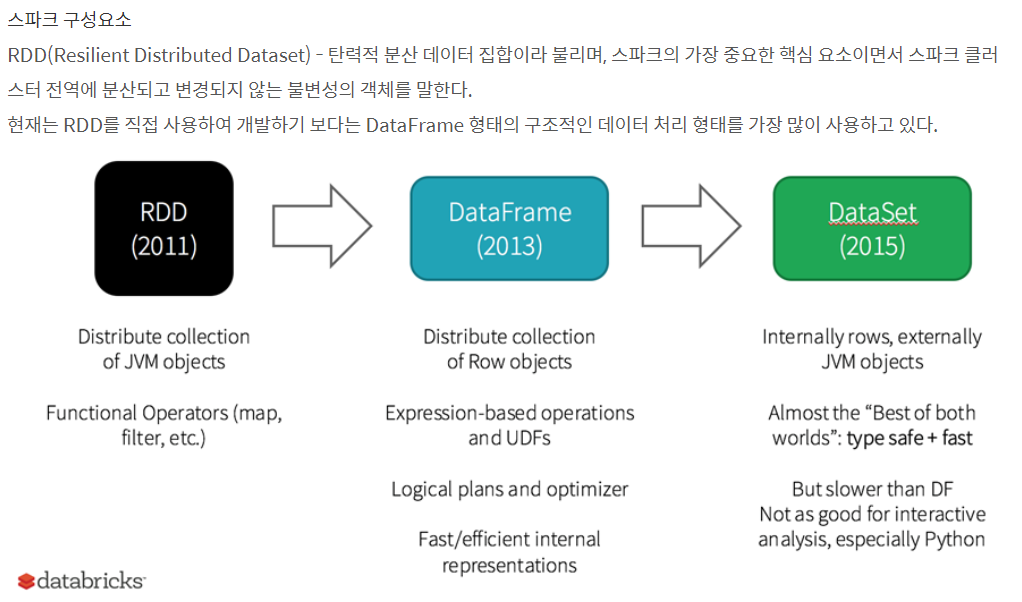 스파크 구성요소
RDD(Resilient Distributed Dataset) - 탄력적 분산 데이터 집합이라 불리며, 스파크의 가장 중요한 핵심 요소이면서 스파크 클러
스터 전역에 분산되고 변경되지 않는 불변성의 객체를 말한다.
현재는 RDD를 직접 사용하여 개발하기 보다는 DataFrame 형태의 구조적인 데이터 처리 형태를 가장 많이 사용하고 있다.
RDD
(2011)
Distribute collection
of JVM objects
Functional Operators (map,
filter, etc.)
DataFrame
(2013)
Distribute collection
of Row objects
Expression-based operations
and UDFs
Logical plans and optimizer
Fast/efficient internal
representations
DataSet
(2015)
Internally rows, externally
JVM objects
Almost the “Best of both
worlds”: type safe + fast
But slower than DF
Not as good for interactive
analysis, especially Python
databricks